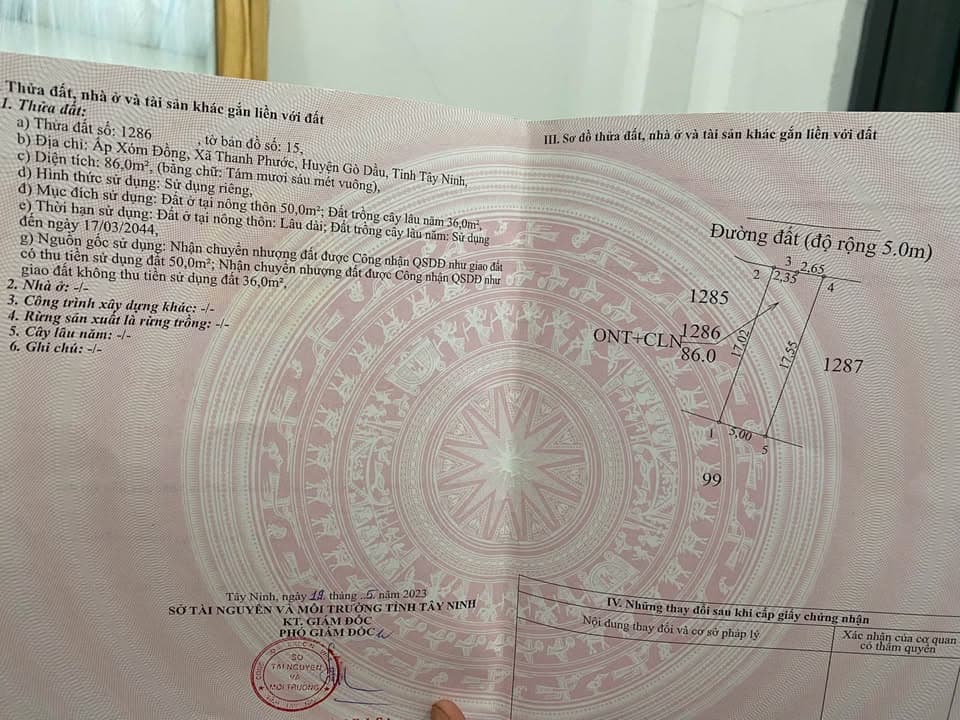 Thửa đất, nhà ở và tài sản khác gắn liền với đất
1. Thửa đất:
a) Thửa đất số: 1286 , tờ bản đồ số: 15,
b) Địa chỉ: Ấp Xóm Đồng, Xã Thanh Phước, Huyện Gò Dầu, Tỉnh Tây Ninh,
c) Diện tích: 86,0m², (bằng chữ: Tám mươi sáu mét vuông),
d) Hình thức sử dụng: Sử dụng riêng,
đ) Mục đích sử dụng: Đất ở tại nông thôn 50,0m²; Đất trồng cây lâu năm 36,0m²,
e) Thời hạn sử dụng: Đất ở tại nông thôn: Lâu dài; Đất trồng cây lâu năm: Sử dụng
đến ngày 17/03/2044,
g) Nguồn gốc sử dụng: Nhận chuyển nhượng đất được Công nhận QSDĐ như giao đất
có thu tiền sử dụng đất 50,0m²; Nhận chuyển nhượng đất được Công nhận QSDĐ như
giao đất không thu tiền sử dụng đất 36,0m²,
2. Nhà ở: -/-
3. Công trình xây dựng khác: -/-
4. Rừng sản xuất là rừng trồng: -/-
5. Cây lâu năm: -/-
6. Ghi chú: -/-
Tây Ninh, ngày 19 tháng 5 năm 2023
SỞ TÀI NGUYÊN VÀ MÔI TRƯỜNG TỈNH TÂY NINH
KT. GIÁM ĐỐC
PHÓ GIÁM ĐỐC
SỞ
TÀI NGUYÊN
VÀ
MÔI TRƯỜNG
III. Sơ đồ thửa đất, nhà ở và tài sản khác gắn liền với đất
Đường đất (độ rộng 5.0m)
3 2,65
2 2,35 4
1285
ONT+CLN 1286
86.0
17,02
17,55
1287
1 5,00
5
99
IV. Những thay đổi sau khi cấp giấy chứng nhận
Nội dung thay đổi và cơ sở pháp lý
Xác nhận của cơ quan
có thẩm quyền